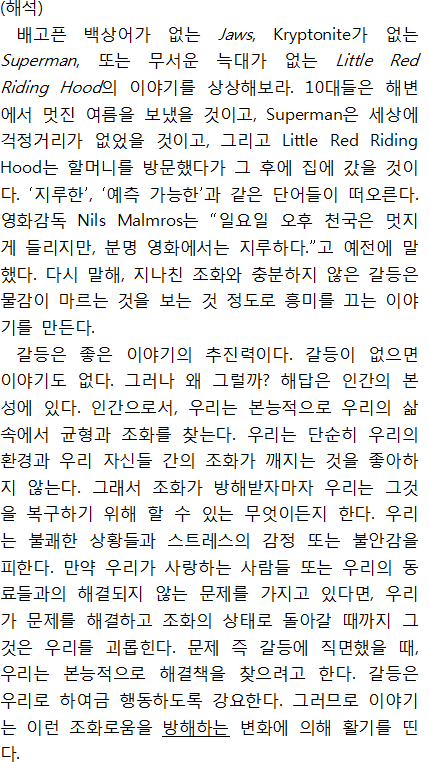 (해석)
배고픈 백상어가 없는 Jaws, Kryptonite가 없는
Superman, 또는 무서운 늑대가 없는 Little Red
Riding Hood의 이야기를 상상해보라. 10대들은 해변
에서 멋진 여름을 보냈을 것이고, Superman은 세상에
걱정거리가 없었을 것이고, 그리고 Little Red Riding
Hood는 할머니를 방문했다가 그 후에 집에 갔을 것이
다. ‘지루한’, ‘예측 가능한’과 같은 단어들이 떠오른다.
영화감독 Nils Malmros는 “일요일 오후 천국은 멋지
게 들리지만, 분명 영화에서는 지루하다.”고 예전에 말
했다. 다시 말해, 지나친 조화와 충분하지 않은 갈등은
물감이 마르는 것을 보는 것 정도로 흥미를 끄는 이야
기를 만든다.
갈등은 좋은 이야기의 추진력이다. 갈등이 없으면
이야기도 없다. 그러나 왜 그럴까? 해답은 인간의 본
성에 있다. 인간으로서, 우리는 본능적으로 우리의 삶
속에서 균형과 조화를 찾는다. 우리는 단순히 우리의
환경과 우리 자신들 간의 조화가 깨지는 것을 좋아하
지 않는다. 그래서 조화가 방해받자마자 우리는 그것
을 복구하기 위해 할 수 있는 무엇이든지 한다. 우리
는 불쾌한 상황들과 스트레스의 감정 또는 불안감을
피한다. 만약 우리가 사랑하는 사람들 또는 우리의 동
료들과의 해결되지 않는 문제를 가지고 있다면, 우리
가 문제를 해결하고 조화의 상태로 돌아갈 때까지 그
것은 우리를 괴롭힌다. 문제 즉 갈등에 직면했을 때,
우리는 본능적으로 해결책을 찾으려고 한다. 갈등은
우리로 하여금 행동하도록 강요한다. 그러므로 이야기
는 이런 조화로움을 방해하는 변화에 의해 활기를 띤
다.